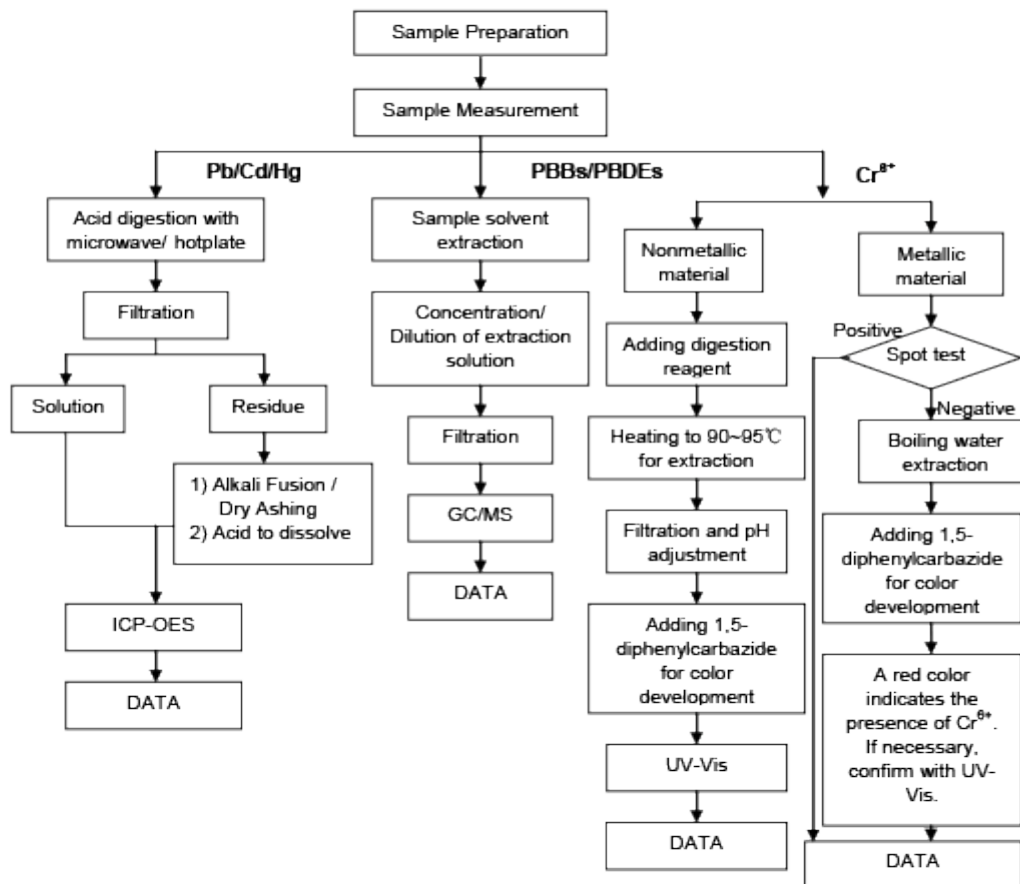 Sample Preparation
Sample Measurement
Pb/Cd/Hg
PBBs/PBDEs
Cr⁶⁺
Acid digestion with
microwave/ hotplate
Filtration
Solution
Residue
1) Alkali Fusion /
Dry Ashing
2) Acid to dissolve
ICP-OES
DATA
Sample solvent
extraction
Concentration/
Dilution of extraction
solution
Filtration
GC/MS
DATA
Nonmetallic
material
Adding digestion
reagent
Heating to 90~95℃
for extraction
Filtration and pH
adjustment
Adding 1,5-
diphenylcarbazide
for color
development
UV-Vis
DATA
Metallic
material
Positive
Spot test
Negative
Boiling water
extraction
Adding 1,5-
diphenylcarbazide
for color
development
A red color
indicates the
presence of Cr⁶⁺.
If necessary,
confirm with UV-
Vis.
DATA